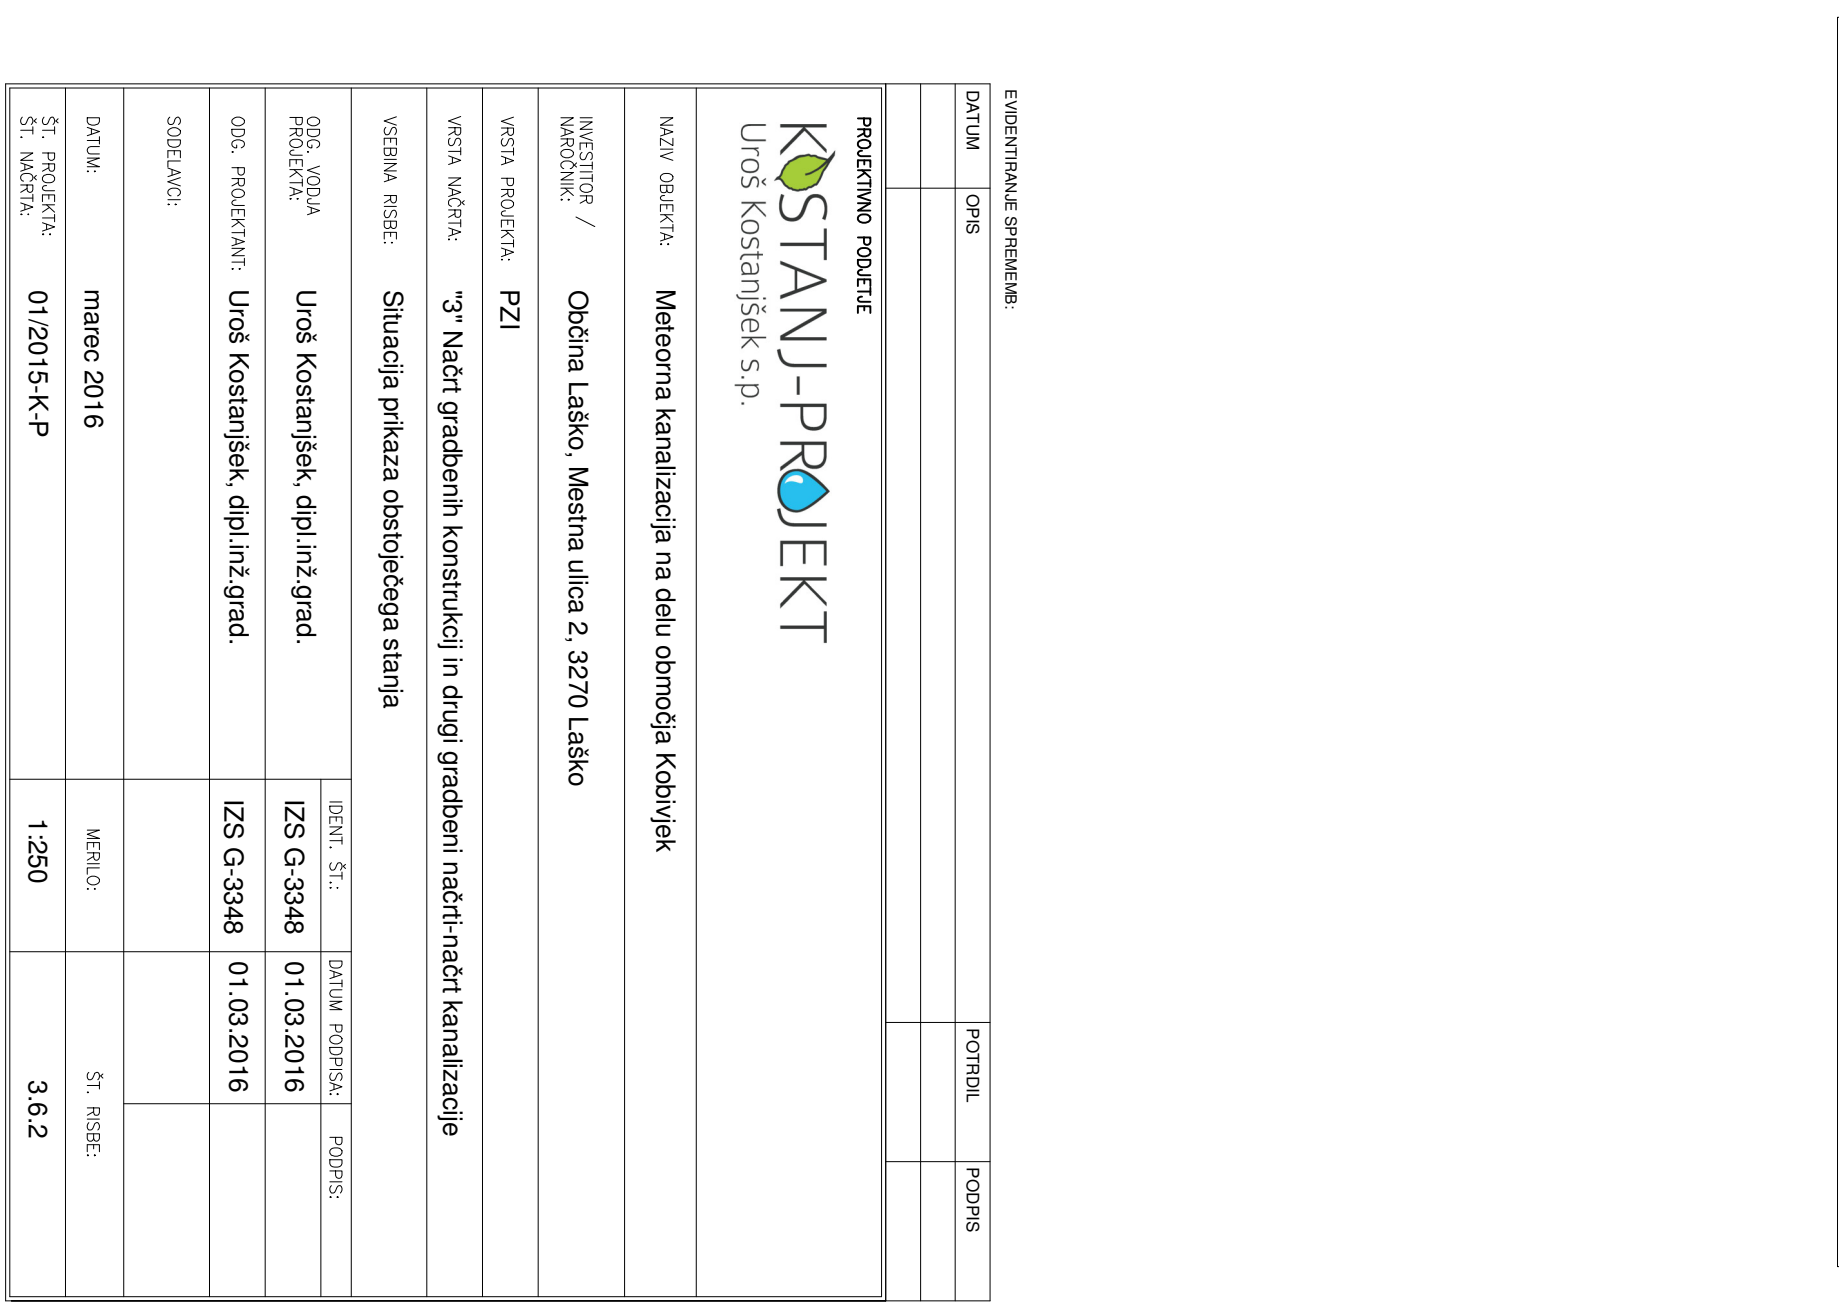 EVIDENTIRANJE SPREMEMB:
DATUM OPIS POTRDIL PODPIS
PROJEKTIVNO PODJETJE
KOSTANJ-PROJEKT
Uroš Kostanjšek s.p.
NAZIV OBJEKTA: Meteorna kanalizacija na delu območja Kobivjek
INVESTITOR /
NAROČNIK: Občina Laško, Mestna ulica 2, 3270 Laško
VRSTA PROJEKTA: PZI
VRSTA NAČRTA: "3" Načrt gradbenih konstrukcij in drugi gradbeni načrti-načrt kanalizacije
VSEBINA RISBE: Situacija prikaza obstoječega stanja
IDENT. ŠT.: DATUM PODPISA: PODPIS:
ODG. VODJA
PROJEKTA: Uroš Kostanjšek, dipl.inž.grad. IZS G-3348 01.03.2016
ODG. PROJEKTANT: Uroš Kostanjšek, dipl.inž.grad. IZS G-3348 01.03.2016
SODELAVCI:
DATUM: marec 2016 MERILO: ŠT. RISBE:
ŠT. PROJEKTA:
ŠT. NAČRTA: 01/2015-K-P 1:250 3.6.2